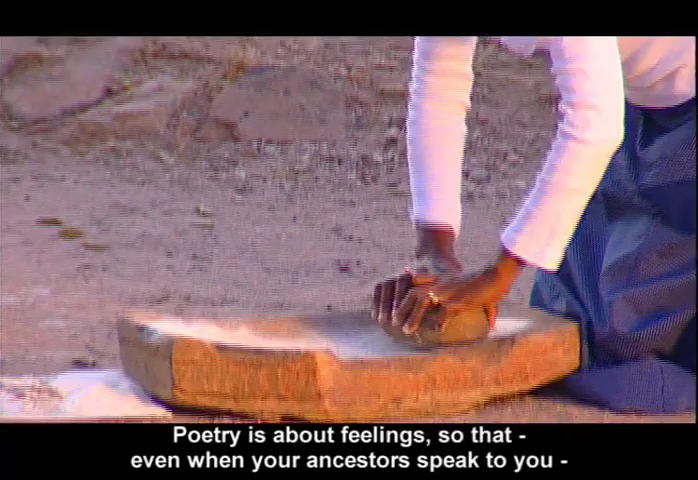 Poetry is about feelings, so that -
even when your ancestors speak to you -